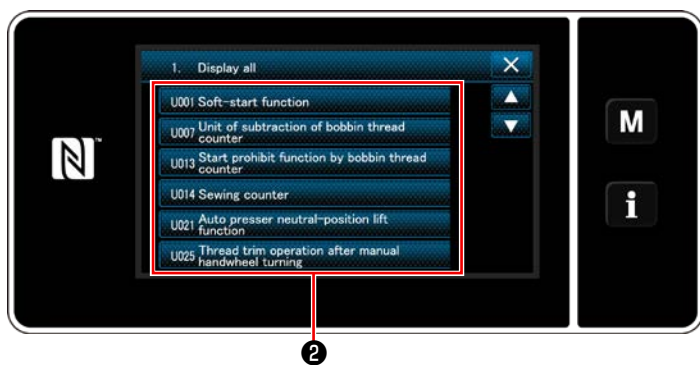 1. Display all
U001 Soft-start function
U007 Unit of subtraction of bobbin thread
counter
U013 Start prohibit function by bobbin thread
counter
U014 Sewing counter
U021 Auto presser neutral-position lift
function
U025 Thread trim operation after manual
handwheel turning
N
M
i
❷